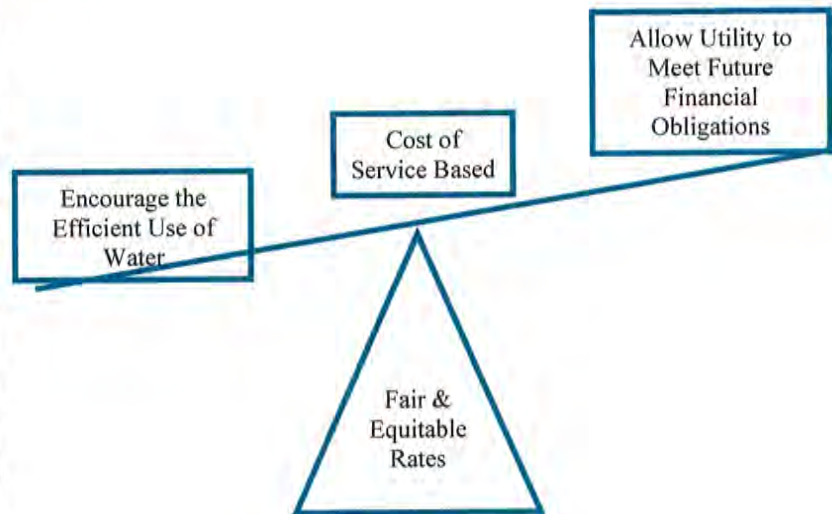 Allow Utility to
Meet Future
Financial
Obligations
Cost of
Service Based
Encourage the
Efficient Use of
Water
Fair &
Equitable
Rates